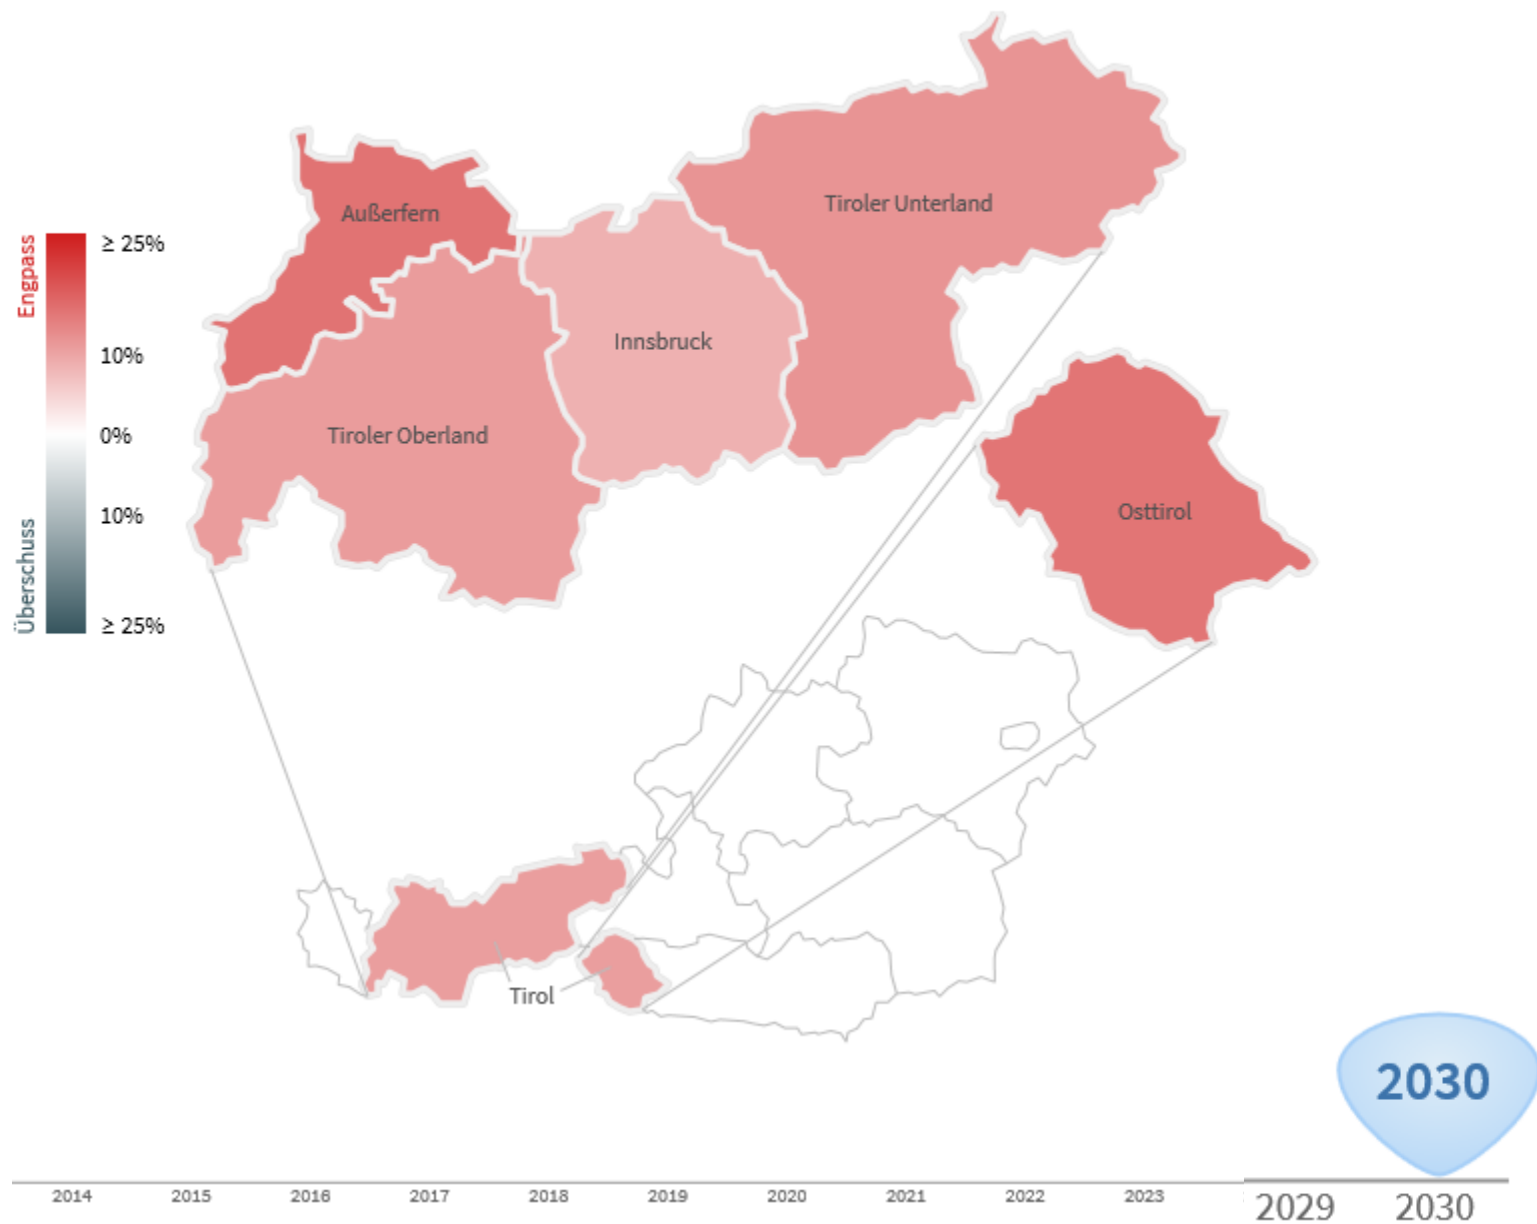 Außerfern
Tiroler Unterland
Engpass
≥ 25%
10%
0%
10%
≥ 25%
Überschuss
Innsbruck
Tiroler Oberland
Osttirol
Tirol
2030
2014 2015 2016 2017 2018 2019 2020 2021 2022 2023 2029 2030